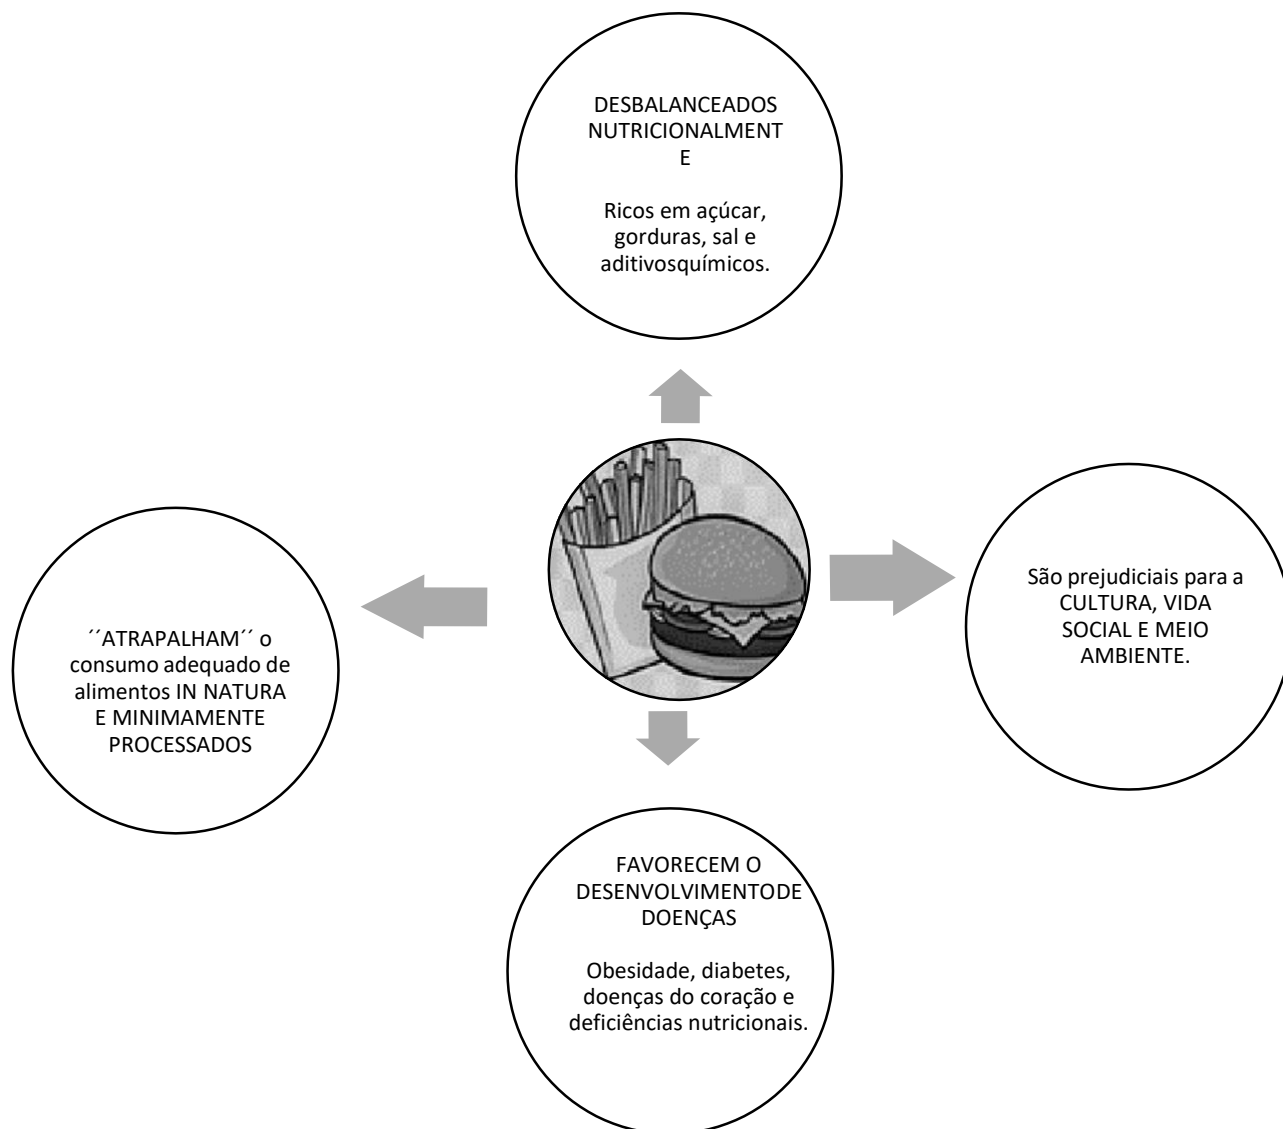 DESBALANCEADOS
NUTRICIONALMENT
E
Ricos em açúcar,
gorduras, sal e
aditivosquímicos.
São prejudiciais para a
CULTURA, VIDA
SOCIAL E MEIO
AMBIENTE.
´´ATRAPALHAM´´ o
consumo adequado de
alimentos IN NATURA
E MINIMAMENTE
PROCESSADOS
FAVORECEM O
DESENVOLVIMENTODE
DOENÇAS
Obesidade, diabetes,
doenças do coração e
deficiências nutricionais.